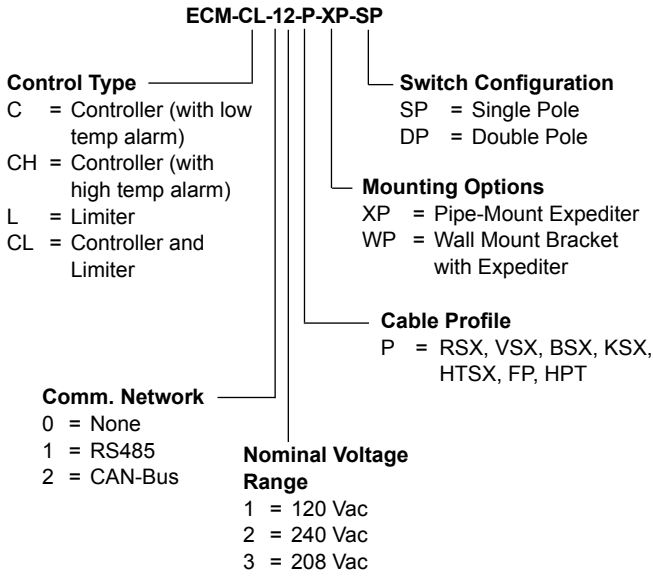 ECM-CL-12-P-XP-SP
Control Type
C = Controller (with low
temp alarm)
CH = Controller (with
high temp alarm)
L = Limiter
CL = Controller and
Limiter
Switch Configuration
SP = Single Pole
DP = Double Pole
Mounting Options
XP = Pipe-Mount Expediter
WP = Wall Mount Bracket
with Expediter
Cable Profile
P = RSX, VSX, BSX, KSX,
HTSX, FP, HPT
Comm. Network
0 = None
1 = RS485
2 = CAN-Bus
Nominal Voltage
Range
1 = 120 Vac
2 = 240 Vac
3 = 208 Vac